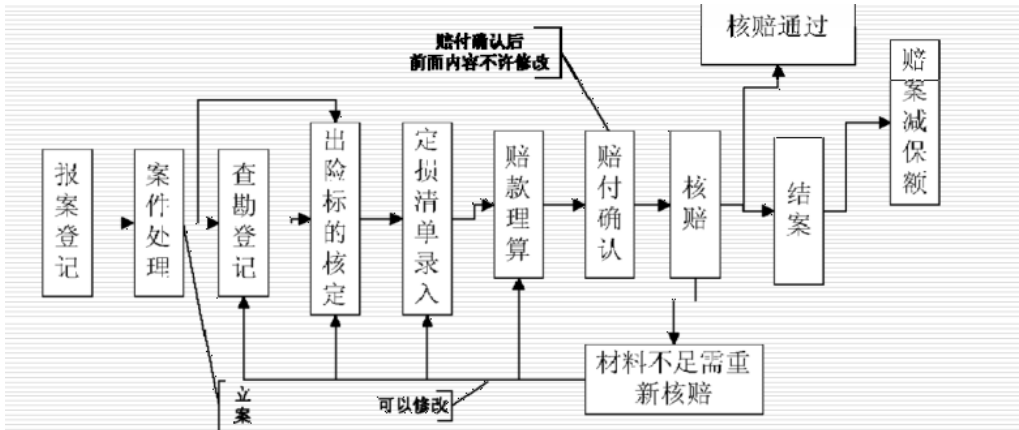 核赔通过
赔付确认后
前面内容不许修改
报案登记
案件处理
查勘登记
出险标的核定
定损清单录入
赔款理算
赔付确认
核赔
结案
赔案减保额
材料不足需重
新核赔
立案
可以修改